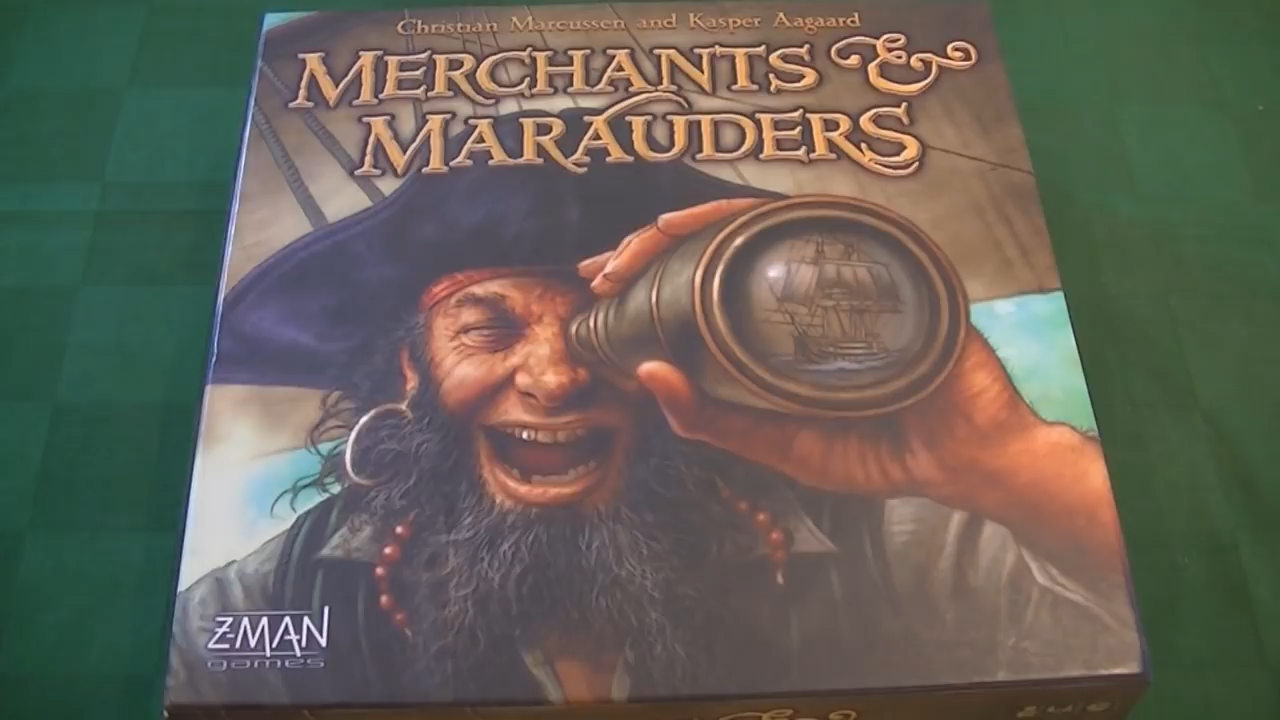 Christian Marcussen and Kasper Aagaard
MERCHANTS &
MARAUDERS
Z-MAN
games